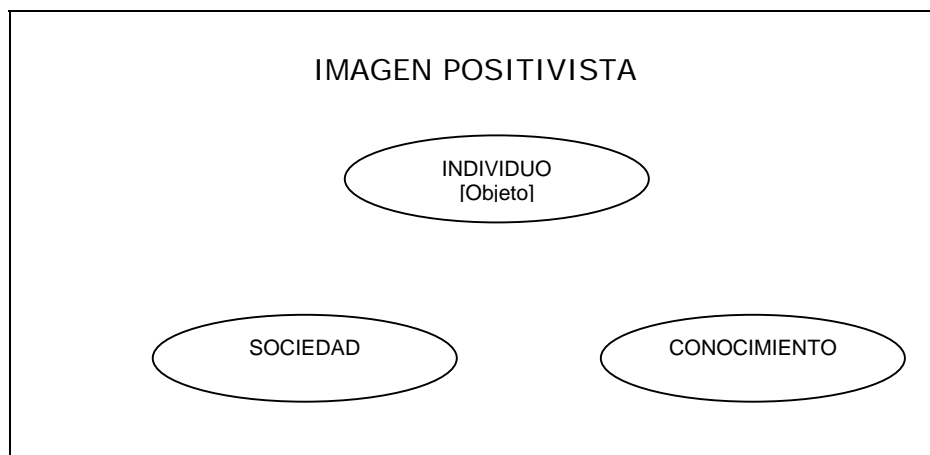 IMAGEN POSITIVISTA
INDIVIDUO
[Objeto]
SOCIEDAD
CONOCIMIENTO